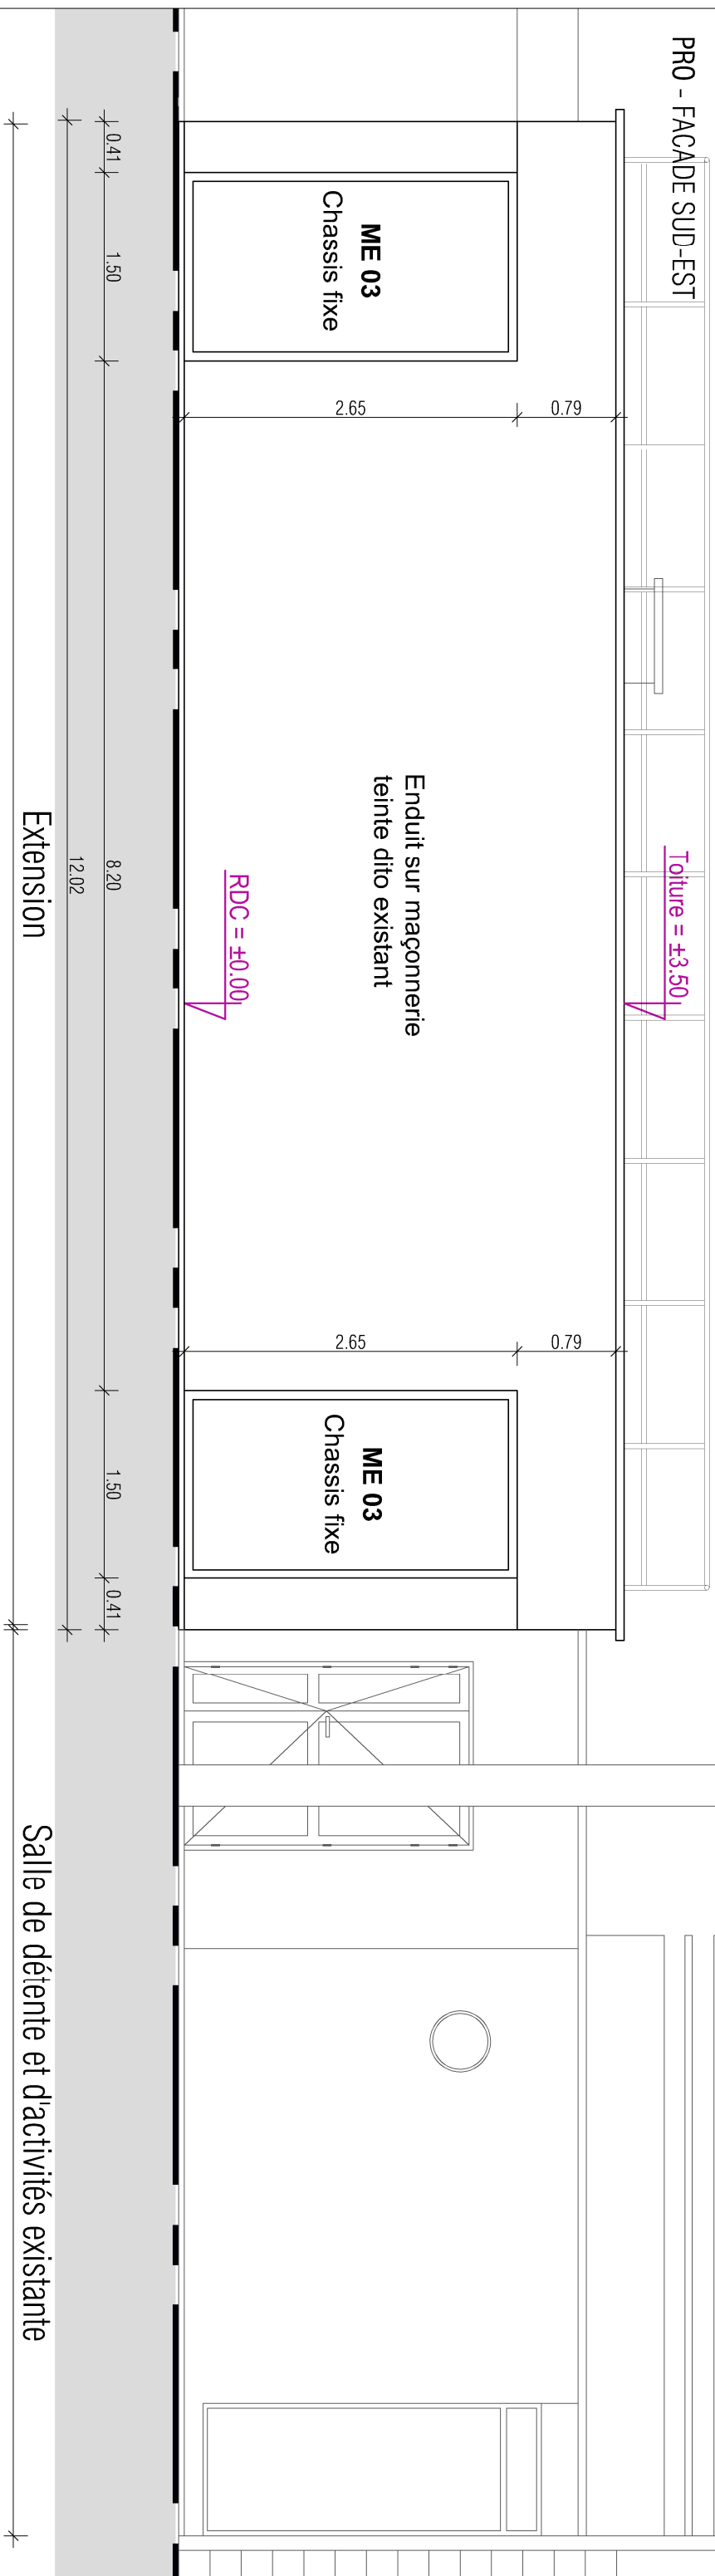 PRO - FACADE SUD-EST
Toiture = ±3.50
0.79
0.79
ME 03
Chassis fixe
2.65
Enduit sur maçonnerie
teinte dito existant
2.65
ME 03
Chassis fixe
RDC = ±0.00
0.41
1.50
8.20
1.50
0.41
12.02
Extension
Salle de détente et d'activités existante